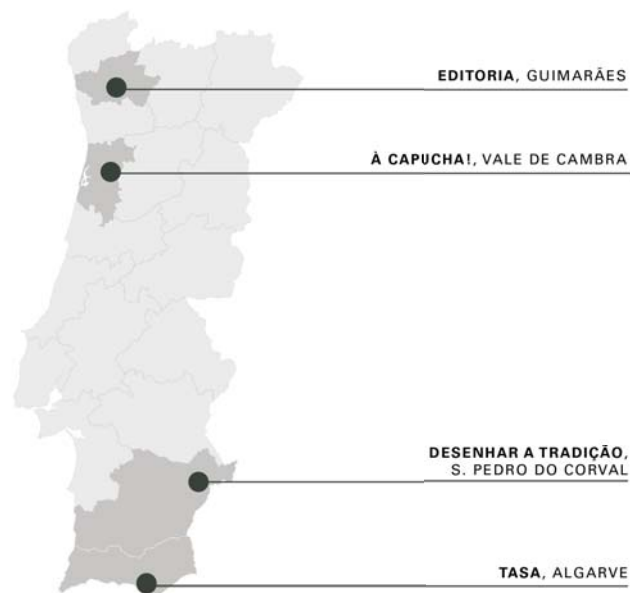 EDITORIA, GUIMARÃES
À CAPUCHA!, VALE DE CAMBRA
DESENHAR A TRADIÇÃO,
S. PEDRO DO CORVAL
TASA, ALGARVE